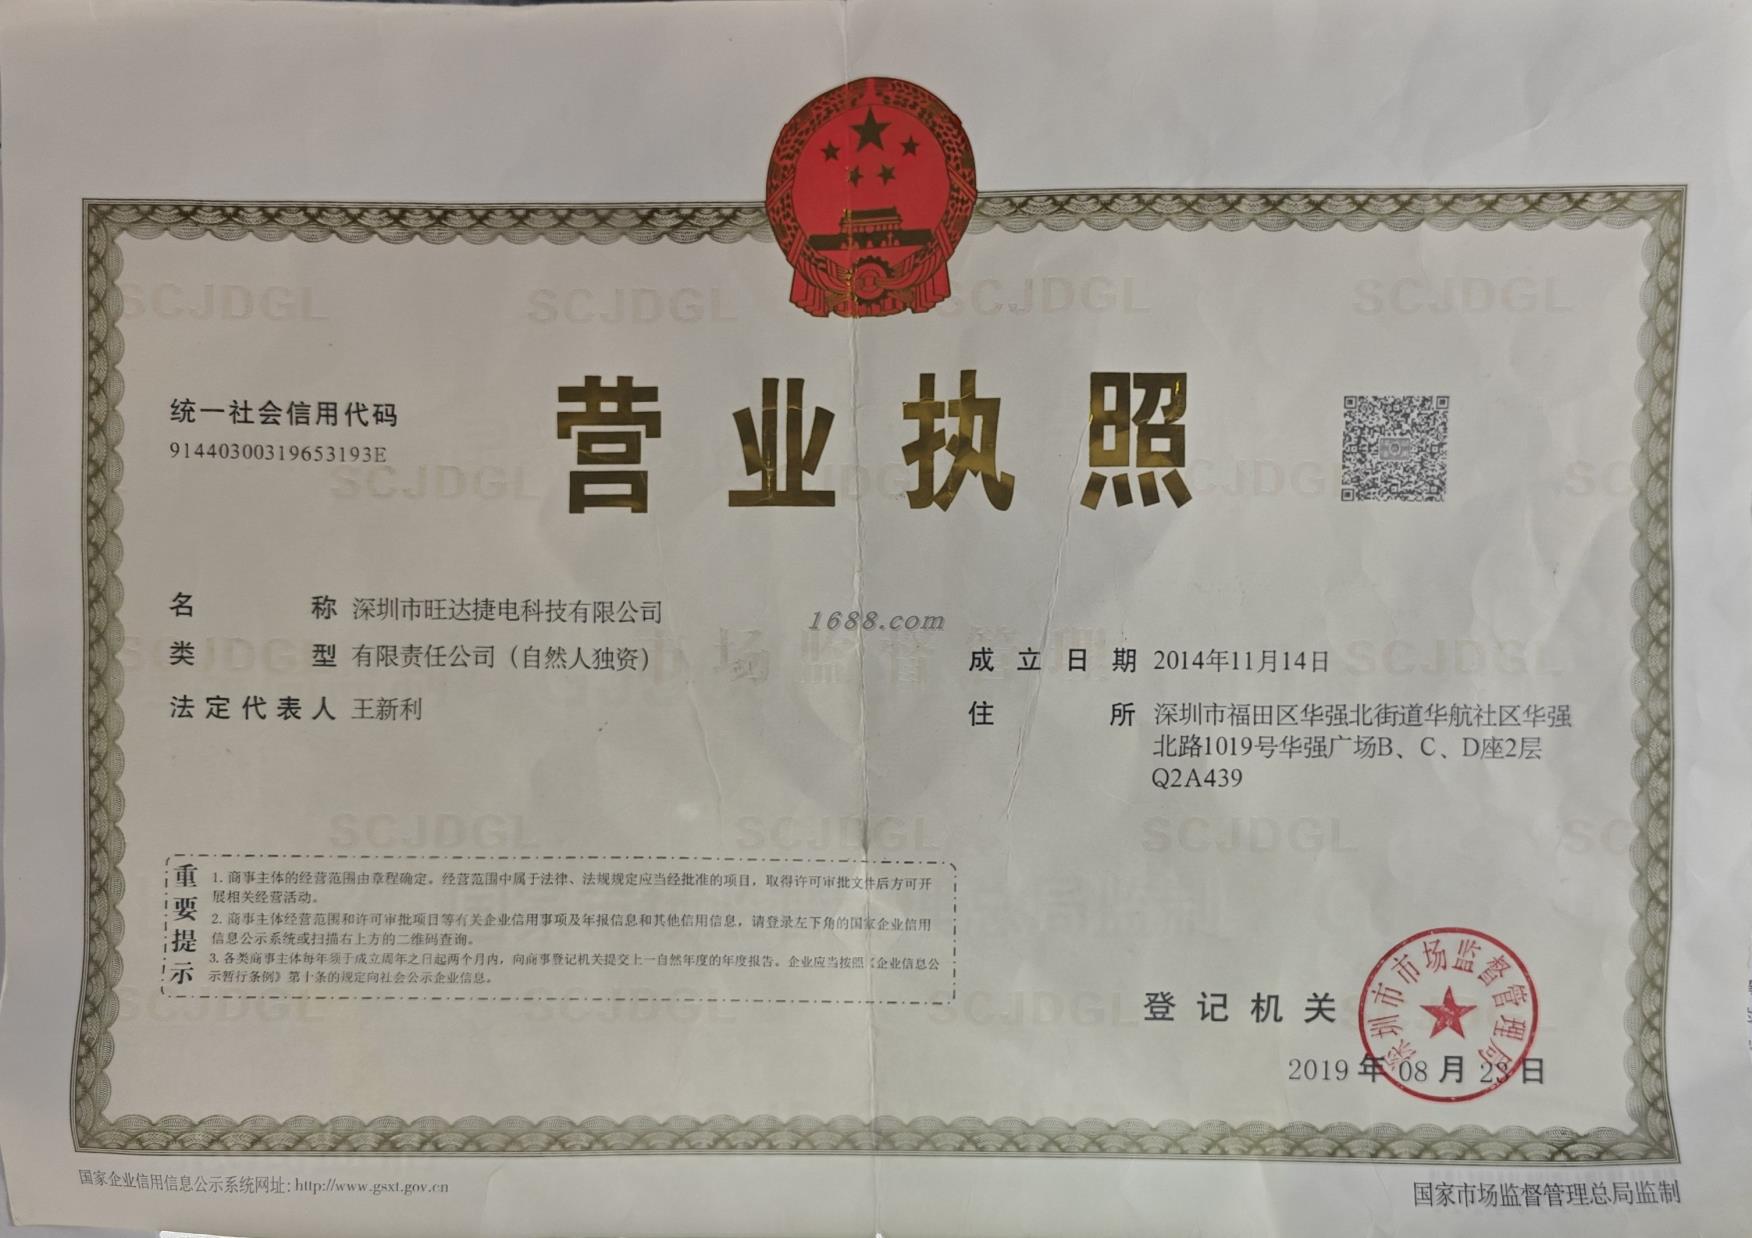 营业执照
统一社会信用代码
91440300319653193E
名称 深圳市旺达捷电科技有限公司
类型 有限责任公司（自然人独资）
法定代表人 王新利
1688.com
成立日期 2014年11月14日
住所 深圳市福田区华强北街道华航社区华强
北路1019号华强广场B、C、D座2层
Q2A439
重要提示
1. 商事主体的经营范围由章程确定。经营范围中属于法律、法规规定应当经批准的项目，取得许可审批文件后方可开
展相关经营活动。
2. 商事主体经营范围和许可审批项目等有关企业信用事项及年报信息和其他信用信息，请登录左下角的国家企业信用
信息公示系统或扫描右上方的二维码查询。
3. 各类商事主体每年须于成立周年之日起两个月内，向商事登记机关提交上一自然年度的年度报告。企业应当按照《企业信息公
示暂行条例》第十条的规定向社会公示企业信息。
登记机关
深圳市市场监督管理局
2019年08月23日
国家企业信用信息公示系统网址: http://www.gsxt.gov.cn
国家市场监督管理总局监制
SCJDGL